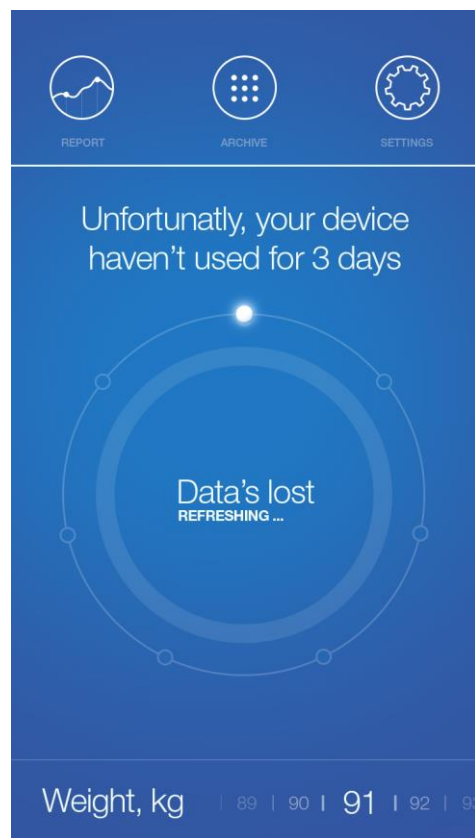 REPORT ARCHIVE SETTINGS
Unfortunatly, your device
haven't used for 3 days
Data's lost
REFRESHING ...
Weight, kg | 89 | 90 | 91 | 92 |